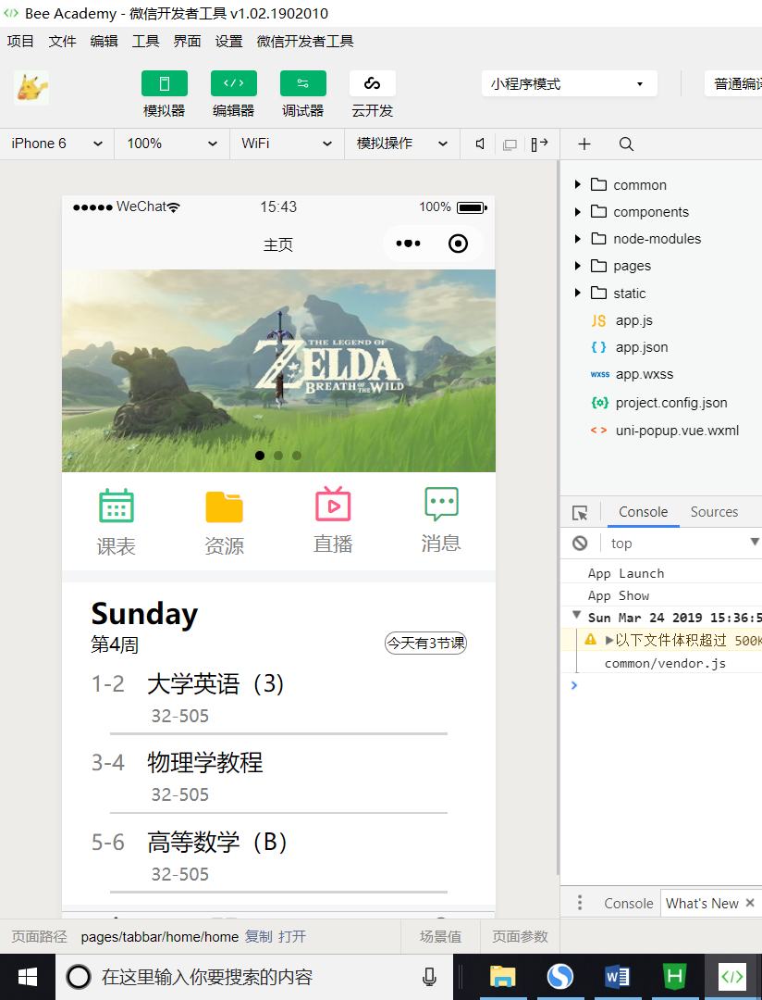 Bee Academy - 微信开发者工具 v1.02.1902010
项目 文件 编辑 工具 界面 设置 微信开发者工具
模拟器 编辑器 调试器 云开发
小程序模式
普通编译
iPhone 6 100% WiFi 模拟操作
WeChat 15:43 100%
主页
THE LEGEND OF
ZELDA
BREATH OF THE WILD
课表 资源 直播 消息
Sunday
第4周
今天有3节课
1-2 大学英语（3）
32-505
3-4 物理学教程
32-505
5-6 高等数学（B）
32-505
common
components
node-modules
pages
static
JS app.js
{ } app.json
wxss app.wxss
project.config.json
< > uni-popup.vue.wxml
Console Sources
top
App Launch
App Show
Sun Mar 24 2019 15:36:5
以下文件体积超过 500K
common/vendor.js
Console What's New
页面路径 pages/tabbar/home/home 复制 打开 场景值 页面参数
在这里输入你要搜索的内容